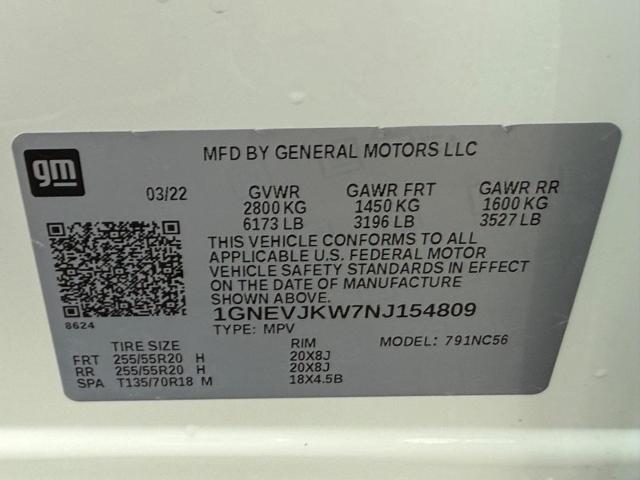 gm
MFD BY GENERAL MOTORS LLC
03/22 GVWR GAWR FRT GAWR RR
2800 KG 1450 KG 1600 KG
6173 LB 3196 LB 3527 LB
THIS VEHICLE CONFORMS TO ALL
APPLICABLE U.S. FEDERAL MOTOR
VEHICLE SAFETY STANDARDS IN EFFECT
ON THE DATE OF MANUFACTURE
SHOWN ABOVE.
1GNEVJKW7NJ154809
8624
TYPE: MPV MODEL: 791NC56
TIRE SIZE RIM
FRT 255/55R20 H 20X8J
RR 255/55R20 H 20X8J
SPA T135/70R18 M 18X4.5B